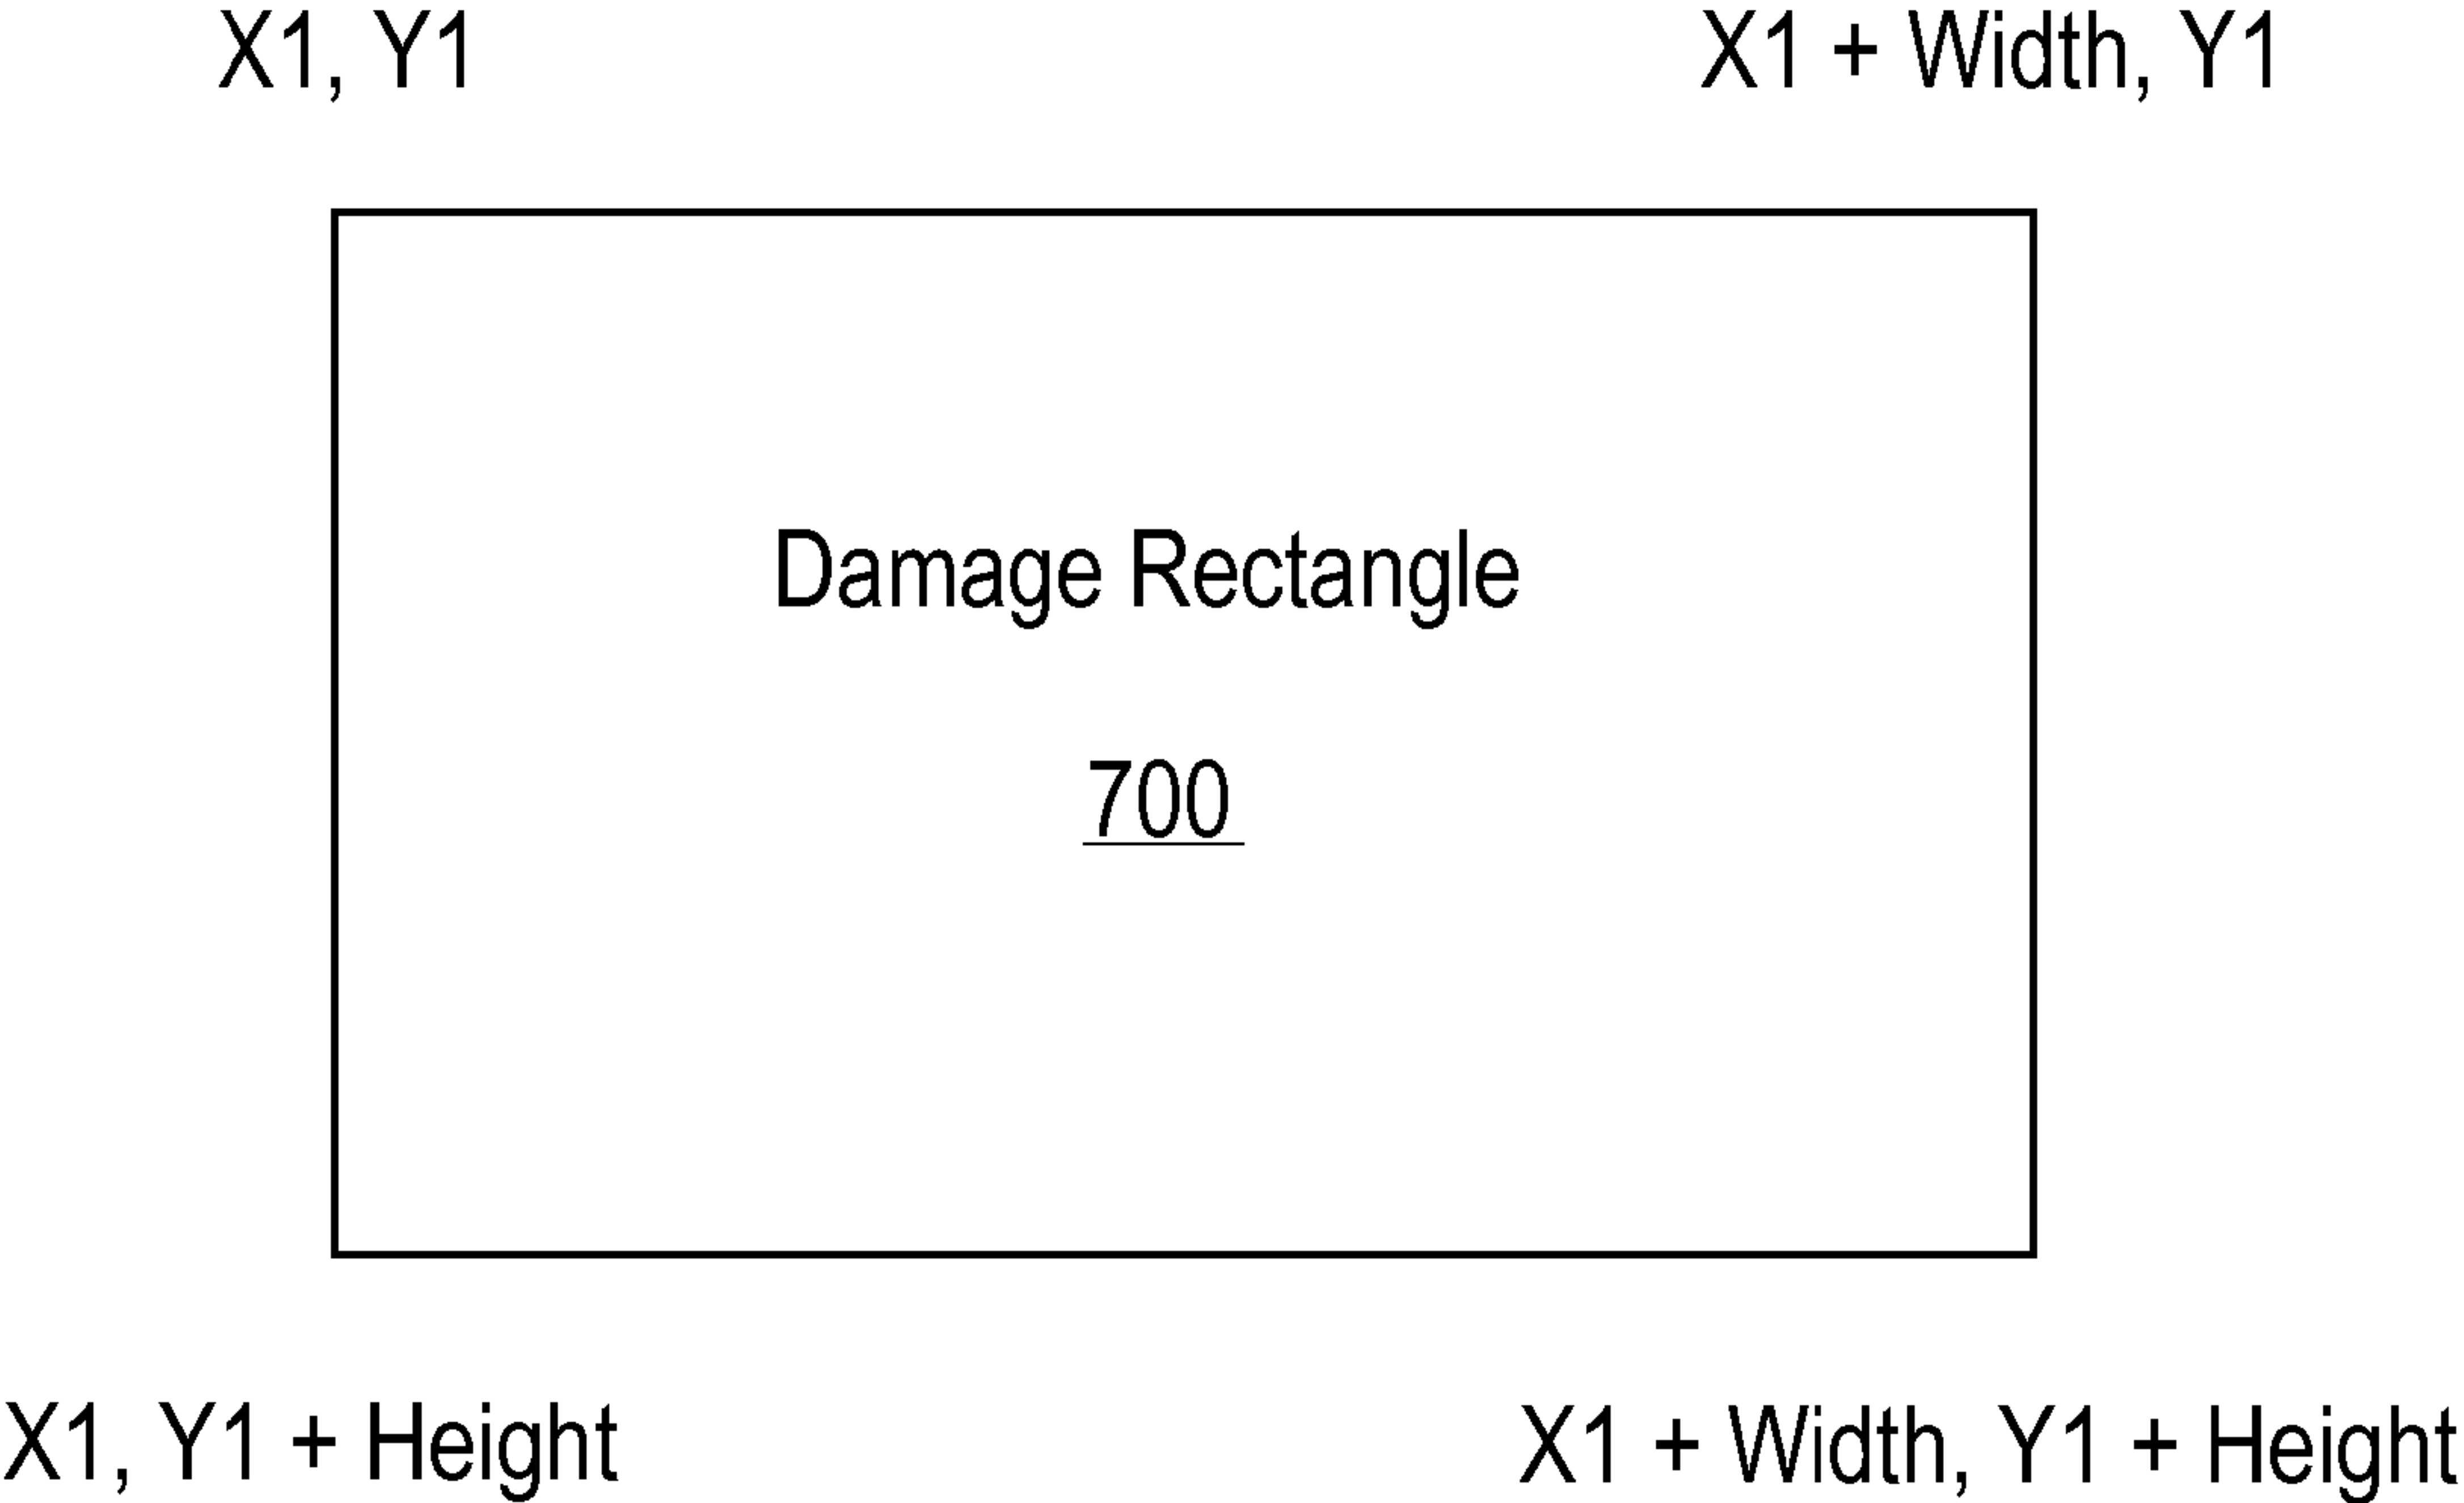 X1, Y1
X1 + Width, Y1
Damage Rectangle
700
X1, Y1 + Height
X1 + Width, Y1 + Height